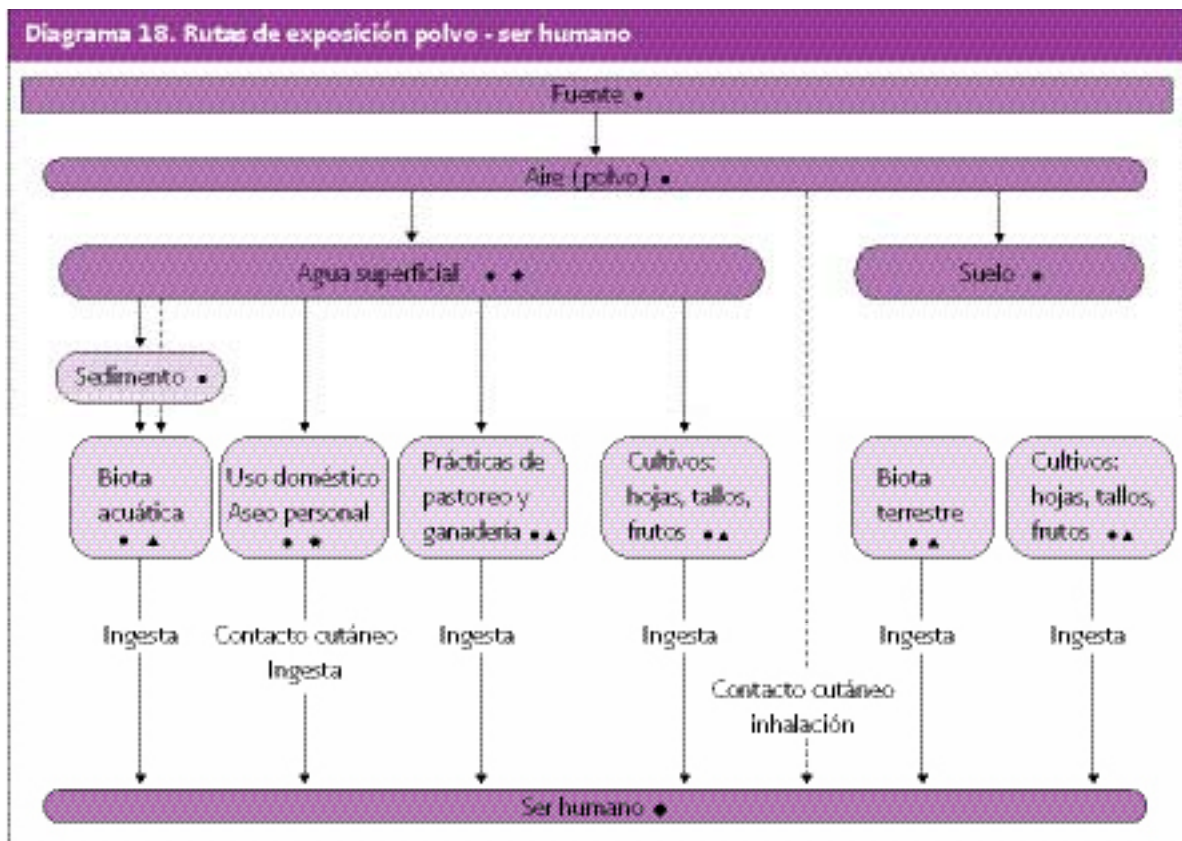 Diagrama 18. Rutas de exposición polvo - ser humano
Fuente
Aire (polvo)
Agua superficial
Suelo
Sedimento
Biota
acuática
Uso doméstico
Aseo personal
Prácticas de
pastoreo y
ganadería
Cultivos:
hojas, tallos,
frutos
Biota
terrestre
Cultivos:
hojas, tallos,
frutos
Ingesta
Contacto cutáneo
Ingesta
Ingesta
Ingesta
Contacto cutáneo
inhalación
Ingesta
Ingesta
Ser humano